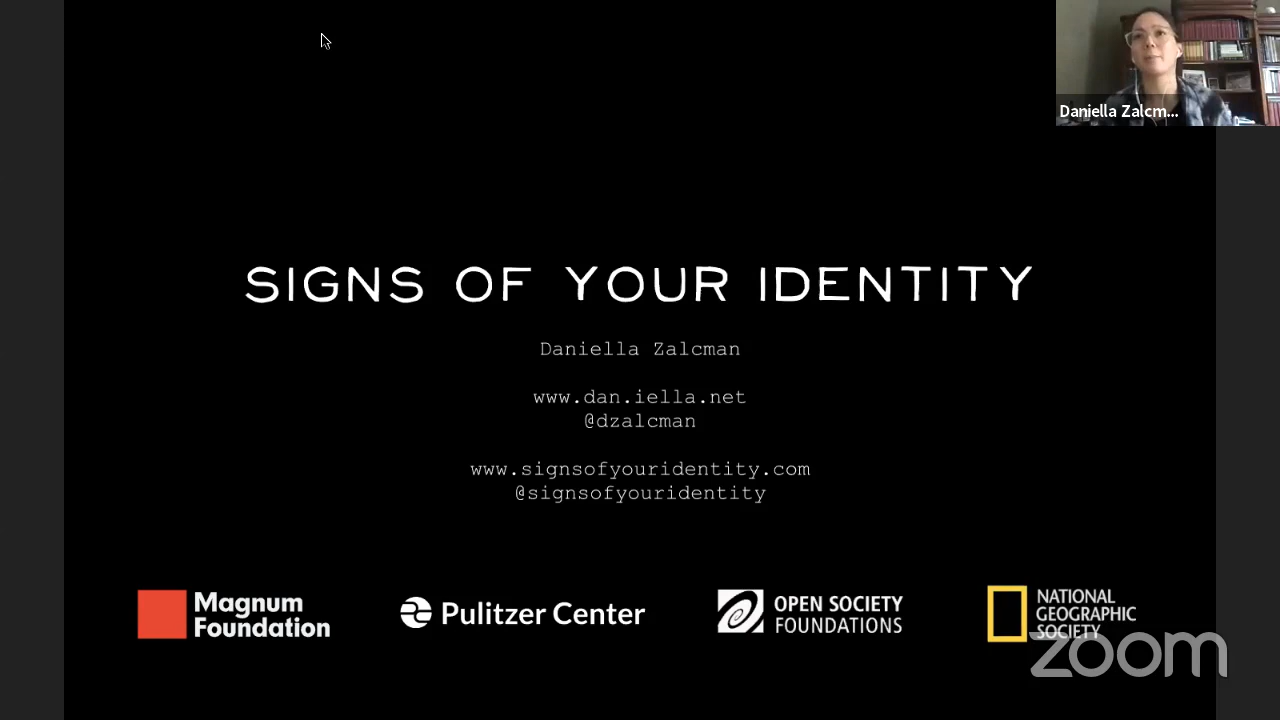 Daniella Zalcm...
SIGNS OF YOUR IDENTITY
Daniella Zalcman
www.dan.iella.net
@dzalcman
www.signsofyouridentity.com
@signsofyouridentity
Magnum
Foundation
Pulitzer Center
OPEN SOCIETY
FOUNDATIONS
NATIONAL
GEOGRAPHIC
SOCIETY
zoom